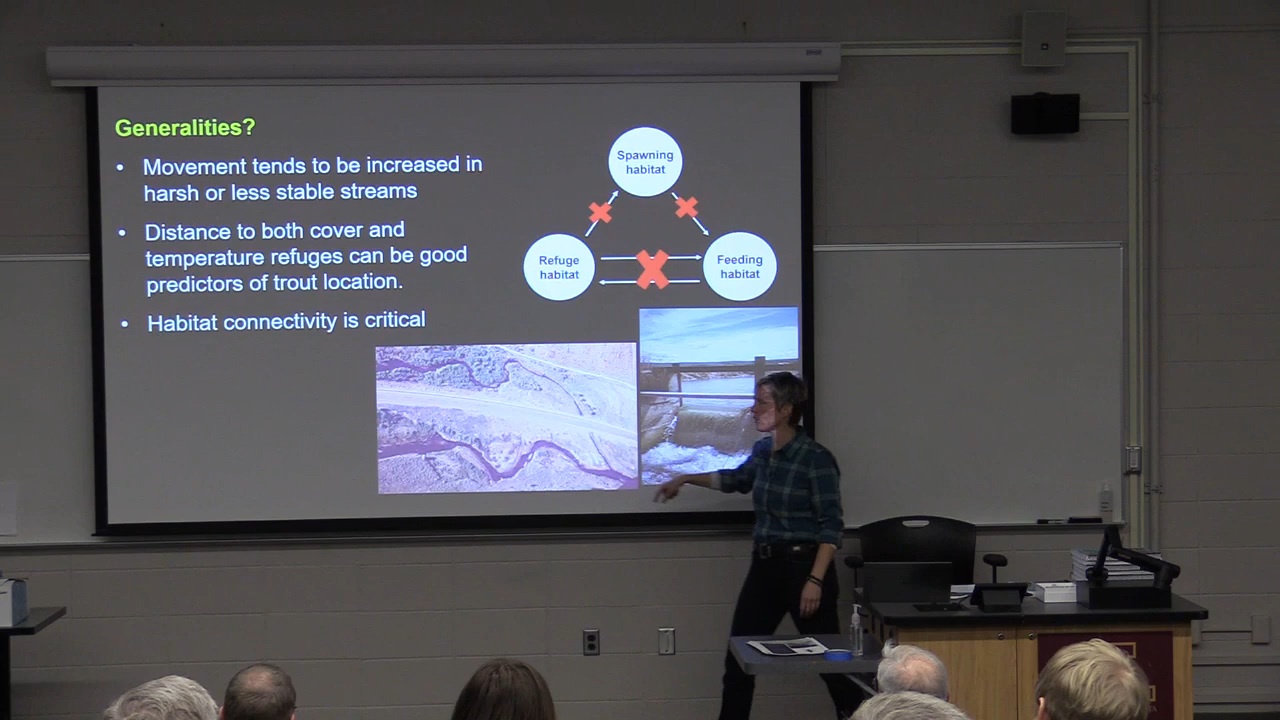 Generalities?
• Movement tends to be increased in
harsh or less stable streams
• Distance to both cover and
temperature refuges can be good
predictors of trout location.
• Habitat connectivity is critical
Spawning
habitat
Refuge
habitat
Feeding
habitat